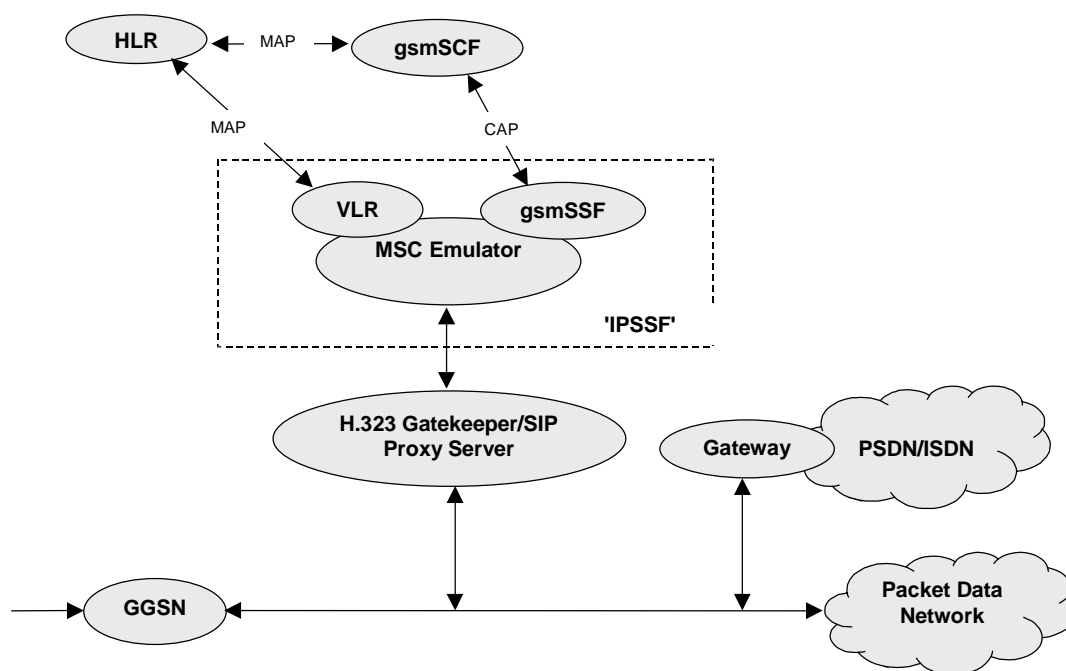 HLR
MAP
gsmSCF
MAP
CAP
VLR
gsmSSF
MSC Emulator
'IPSSF'
H.323 Gatekeeper/SIP
Proxy Server
Gateway
PSDN/ISDN
GGSN
Packet Data
Network